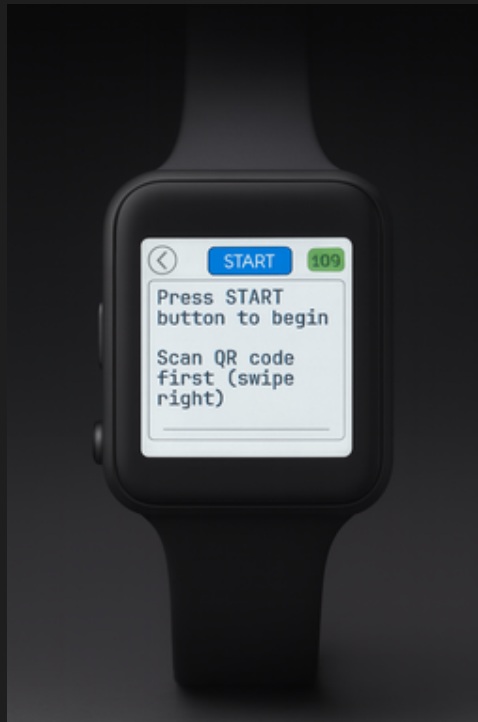 START 109
Press START
button to begin
Scan QR code
first (swipe
right)